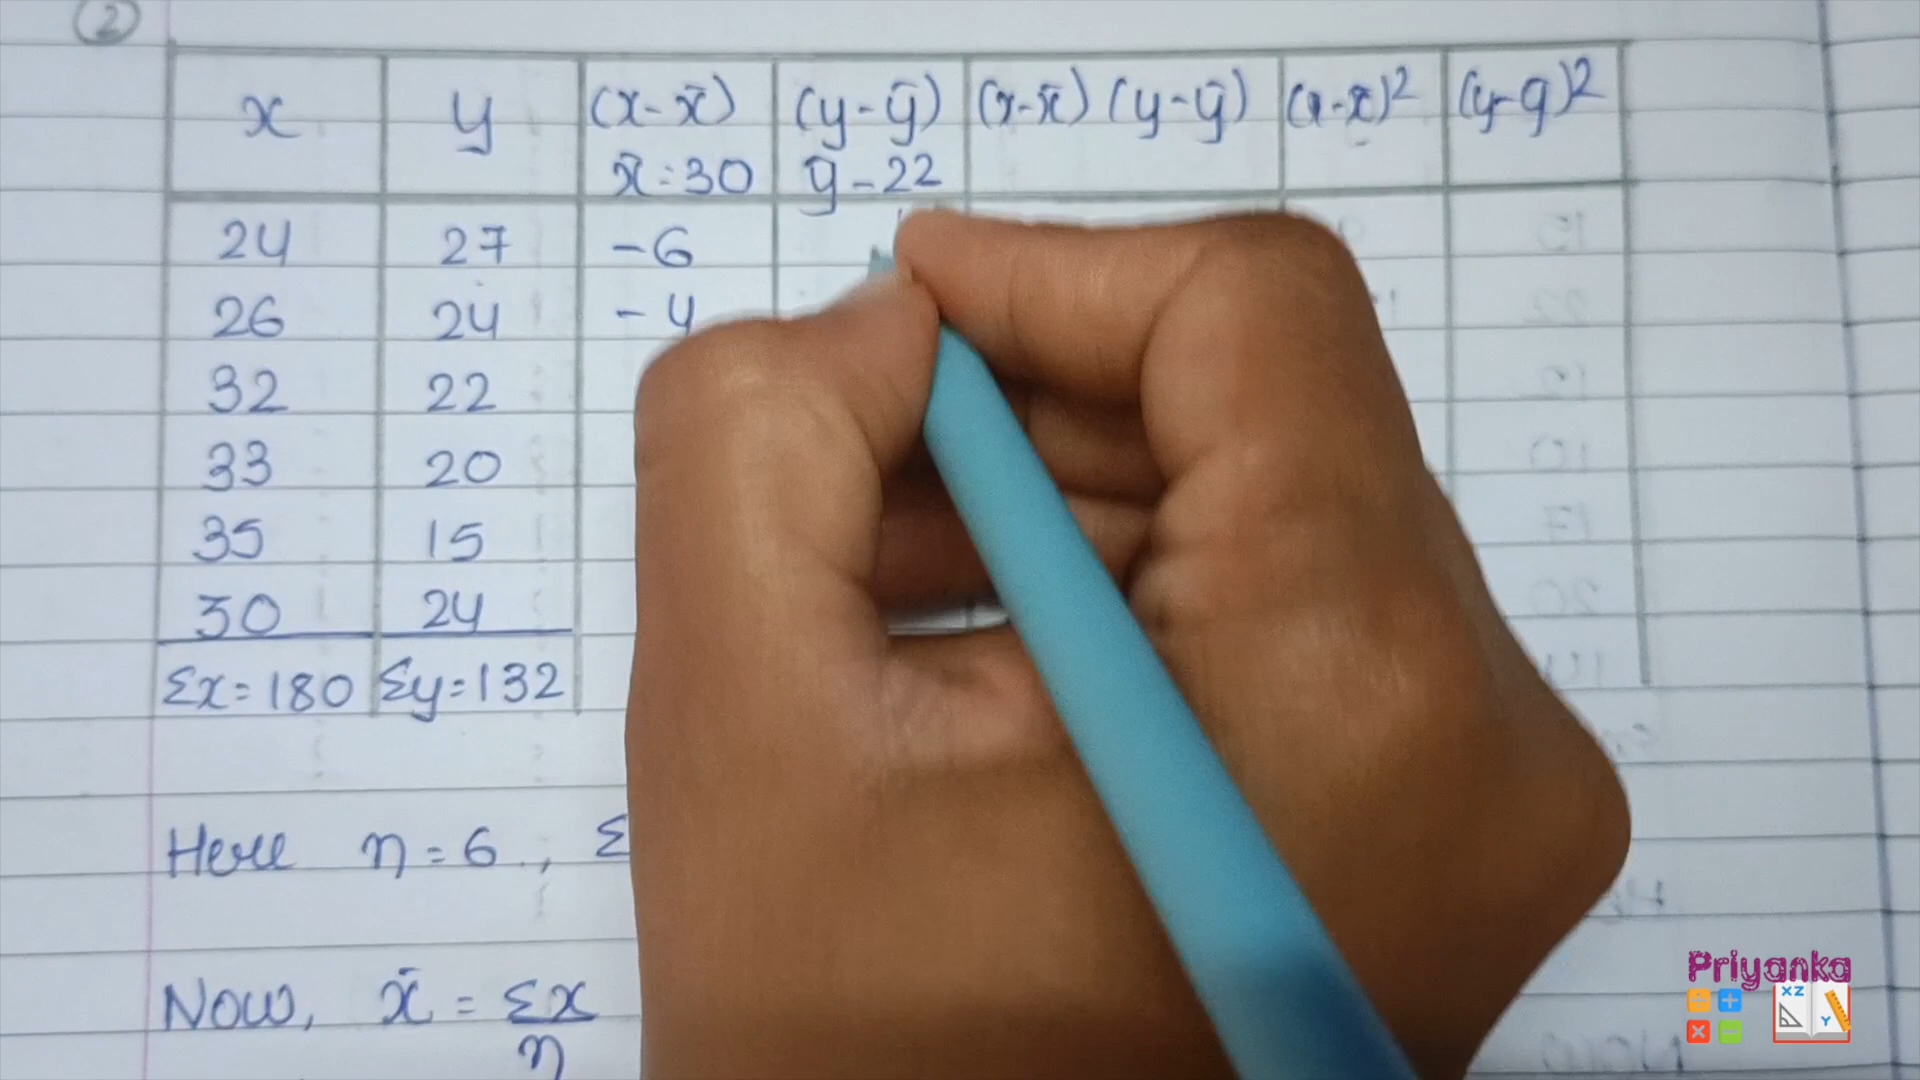 2
x y (x-x̄) (y-ȳ) (x-x̄) (y-ȳ) (x-x̄)2 (y-ȳ)2
x̄=30 ȳ-22
24 27 -6
26 24 -4
32 22
33 20
35 15
30 24
Σx=180 Σy=132
Here n=6 , Σ
Now, x̄ = Σx
n
Priyanka
XZ
Y